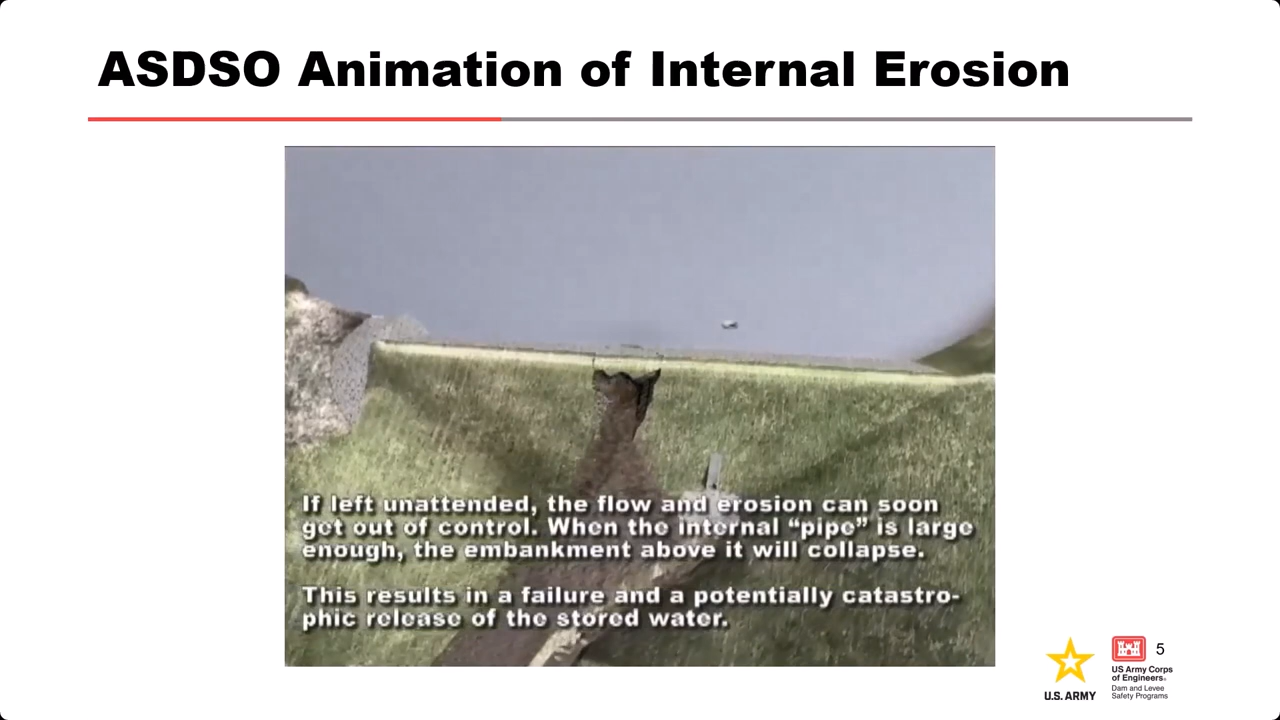 ASDSO Animation of Internal Erosion
If left unattended, the flow and erosion can soon
get out of control. When the internal “pipe” is large
enough, the embankment above it will collapse.
This results in a failure and a potentially catastro-
phic release of the stored water.
5
U.S. ARMY
US Army Corps
of Engineers®
Dam and Levee
Safety Programs